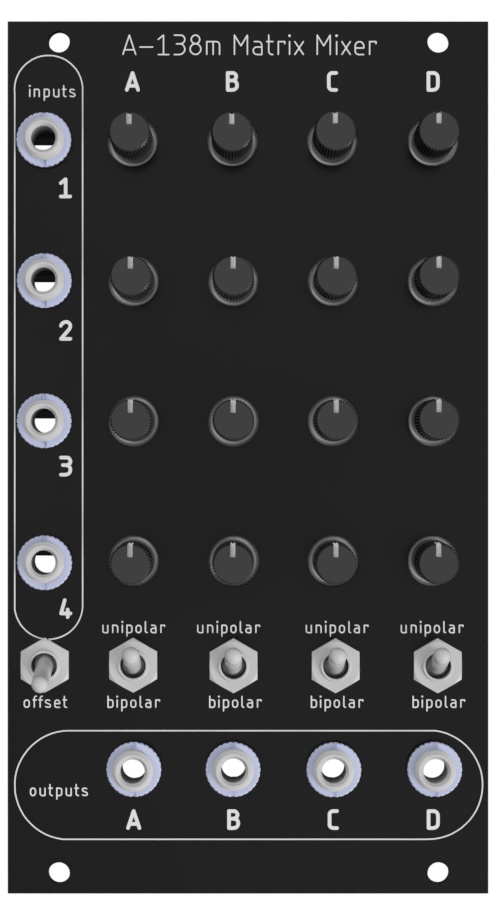 A-138m Matrix Mixer
inputs A B C D
1
2
3
4
unipolar unipolar unipolar unipolar
offset bipolar bipolar bipolar bipolar
outputs
A B C D